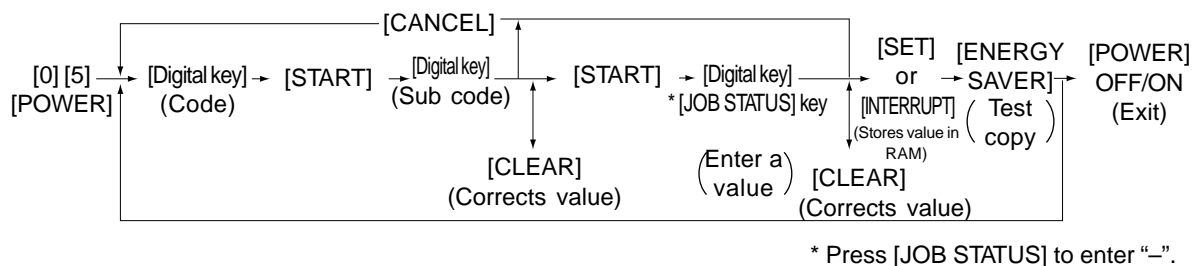 [CANCEL]
[0] [5]
[POWER]
[Digital key]
(Code)
[START]
[Digital key]
(Sub code)
[CLEAR]
(Corrects value)
[START]
[Digital key]
* [JOB STATUS] key
(Enter a
value)
[CLEAR]
(Corrects value)
[SET]
or
[INTERRUPT]
(Stores value in
RAM)
[ENERGY
SAVER]
(Test
copy)
[POWER]
OFF/ON
(Exit)
* Press [JOB STATUS] to enter “–”.